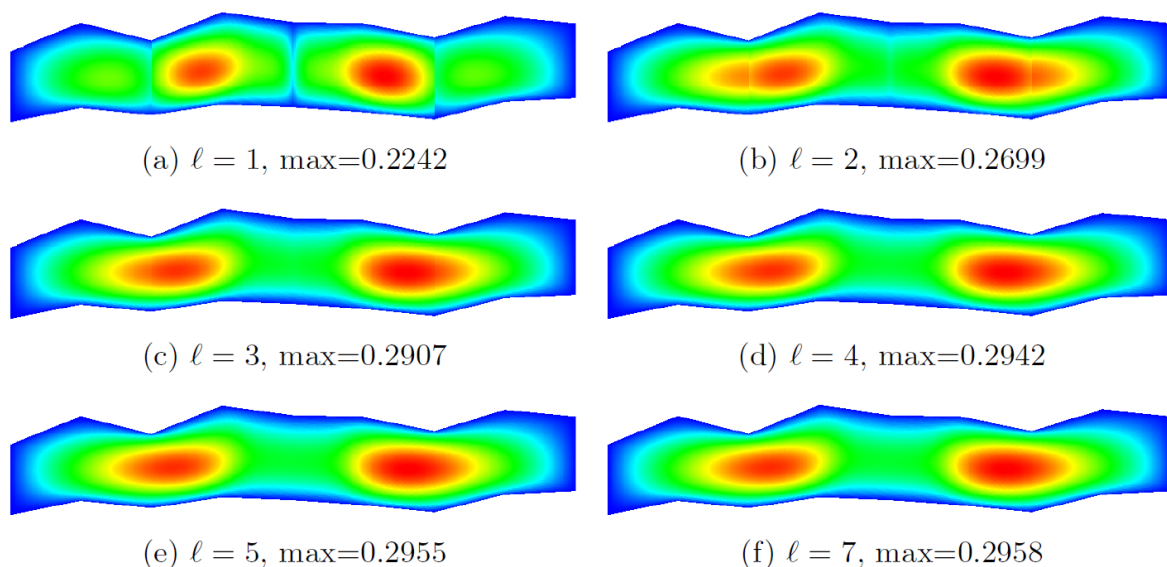 (a) ℓ = 1, max=0.2242
(b) ℓ = 2, max=0.2699
(c) ℓ = 3, max=0.2907
(d) ℓ = 4, max=0.2942
(e) ℓ = 5, max=0.2955
(f) ℓ = 7, max=0.2958